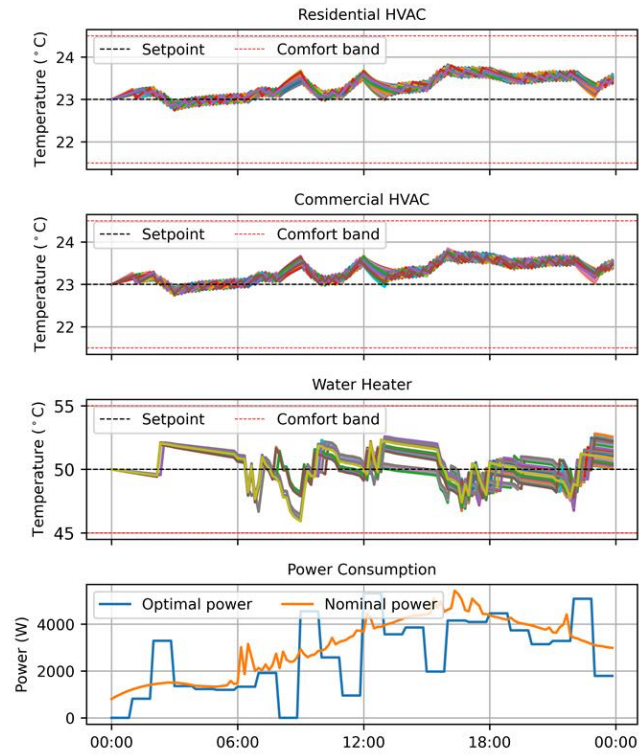 Residential HVAC
Temperature (°C)
24
23
22
Setpoint
Comfort band
Commercial HVAC
Temperature (°C)
24
23
22
Setpoint
Comfort band
Water Heater
Temperature (°C)
55
50
45
Setpoint
Comfort band
Power Consumption
Power (W)
4000
2000
0
Optimal power
Nominal power
00:00 06:00 12:00 18:00 00:00